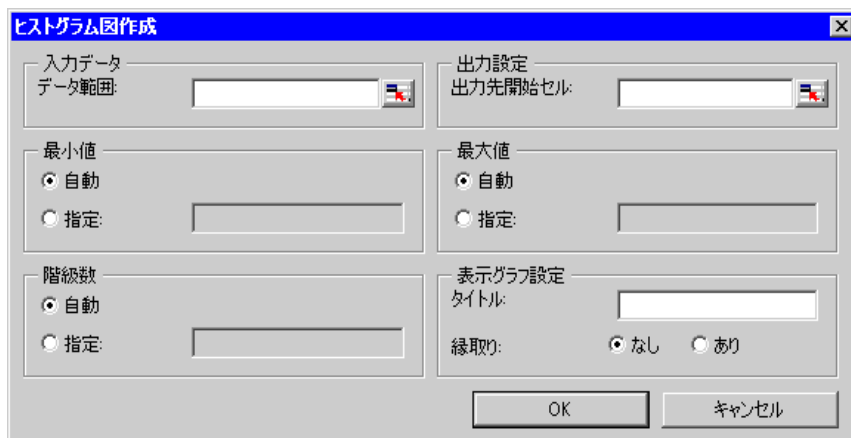 ヒストグラム図作成
入力データ
データ範囲:
出力設定
出力先開始セル:
最小値
自動
指定:
最大値
自動
指定:
階級数
自動
指定:
表示グラフ設定
タイトル:
縁取り: なし あり
OK キャンセル